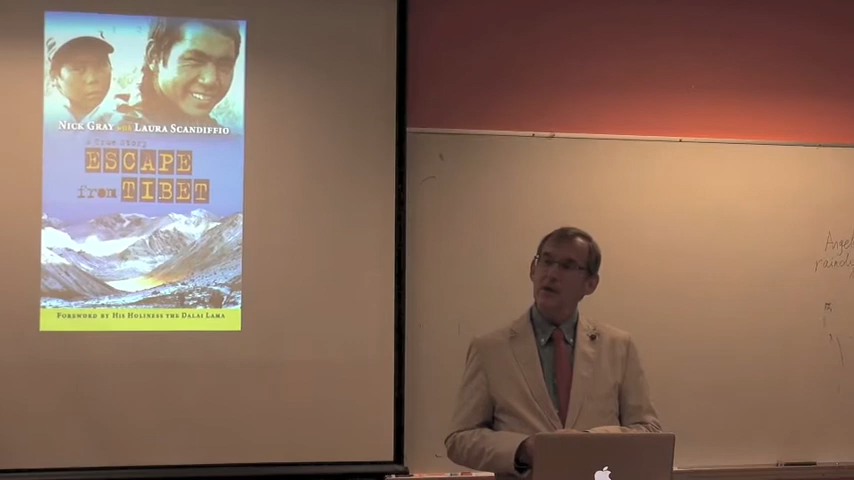 NICK GRAY with LAURA SCANDIFFIO
A True Story
ESCAPE
from TIBET
FOREWORD BY HIS HOLINESS THE DALAI LAMA